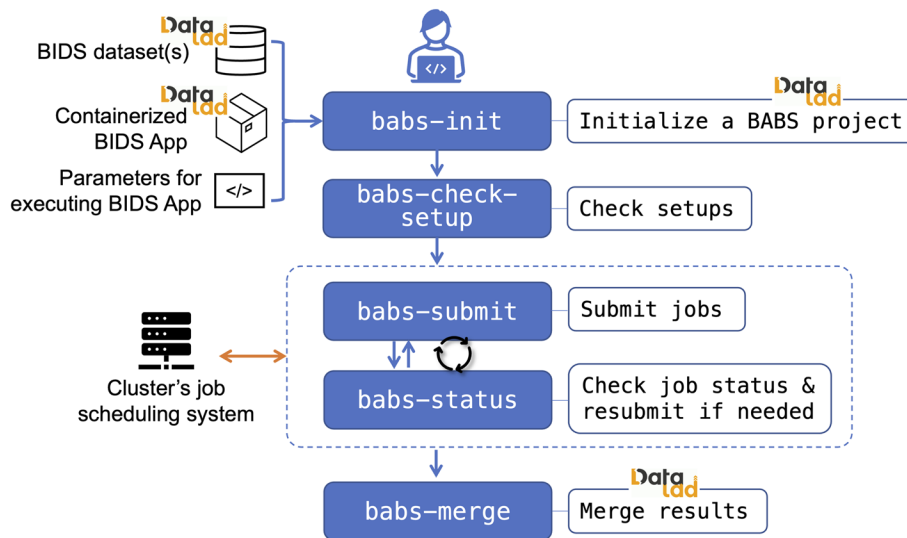 Data
lad
BIDS dataset(s)
Data
lad
Containerized
BIDS App
Parameters for
executing BIDS App
</>
</>
babs-init
Data
lad
Initialize a BABS project
babs-check-
setup
Check setups
babs-submit
Submit jobs
Cluster's job
scheduling system
babs-status
Check job status &
resubmit if needed
babs-merge
Data
lad
Merge results